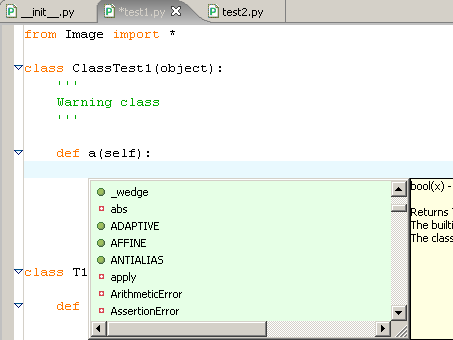 __init__.py *test1.py test2.py
from Image import *
class ClassTest1(object):
'''
Warning class
'''
def a(self):
_wedge
abs
ADAPTIVE
AFFINE
ANTIALIAS
apply
ArithmeticError
AssertionError
bool(x) -
Returns
The builti
The class
class T1
def